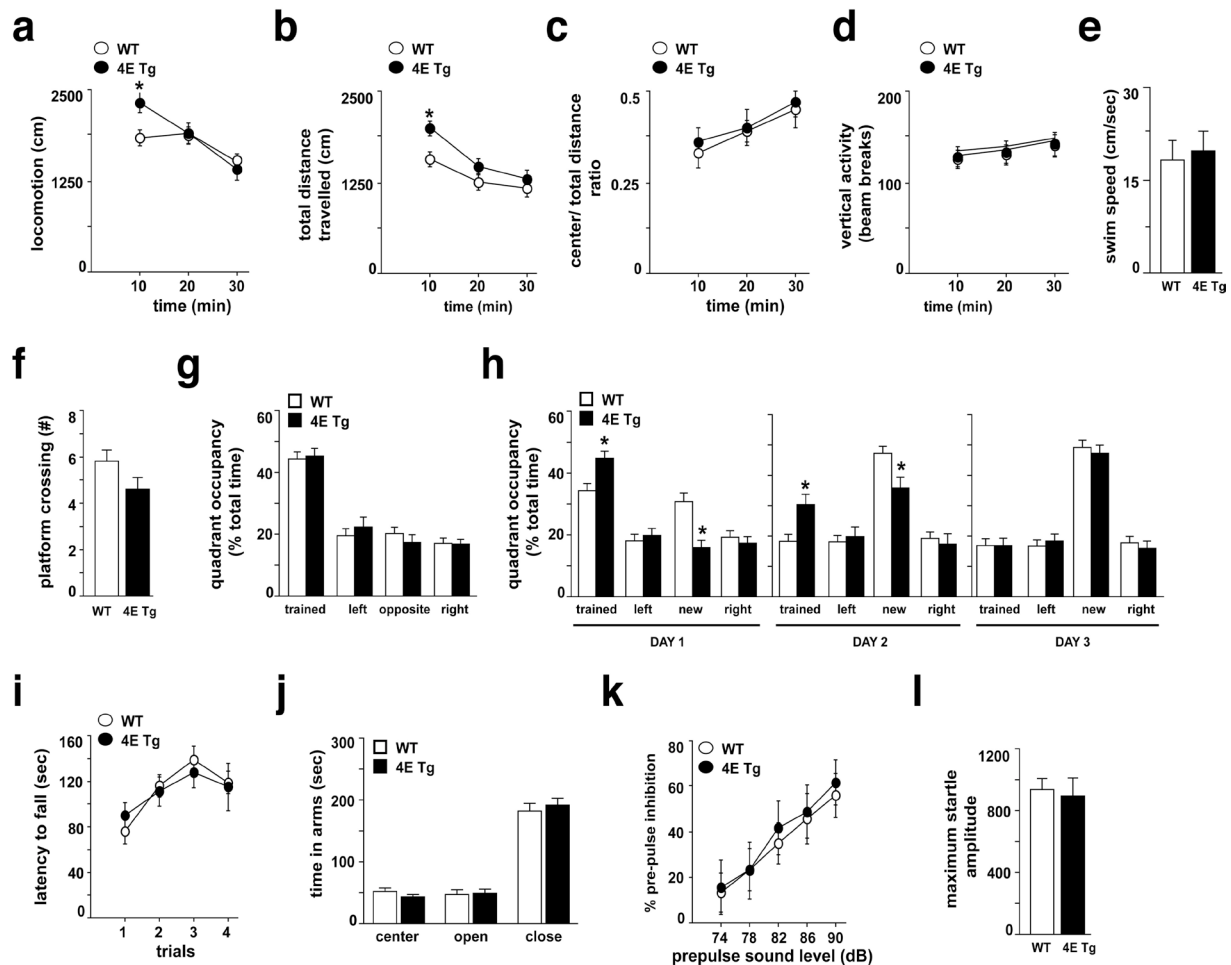 a
WT
4E Tg
*
locomotion (cm)
2500
1250
0
10 20 30
time (min)
b
WT
4E Tg
*
total distance
travelled (cm)
2500
1250
0
10 20 30
time (min)
c
WT
4E Tg
center/ total distance
ratio
0.5
0.25
0
10 20 30
time (min)
d
WT
4E Tg
vertical activity
(beam breaks)
200
100
0
10 20 30
time (min)
e
swim speed (cm/sec)
30
15
0
WT 4E Tg
f
platform crossing (#)
8
6
4
2
0
WT 4E Tg
g
WT
4E Tg
quadrant occupancy
(% total time)
60
40
20
0
trained left opposite right
h
WT
4E Tg
quadrant occupancy
(% total time)
60
40
20
0
* * * *
trained left new right trained left new right trained left new right
DAY 1 DAY 2 DAY 3
i
WT
4E Tg
latency to fall (sec)
160
120
80
40
0
1 2 3 4
trials
j
WT
4E Tg
time in arms (sec)
300
200
100
0
center open close
k
WT
4E Tg
% pre-pulse inhibition
80
60
40
20
0
74 78 82 86 90
prepulse sound level (dB)
l
maximum startle
amplitude
1200
900
600
300
0
WT 4E Tg